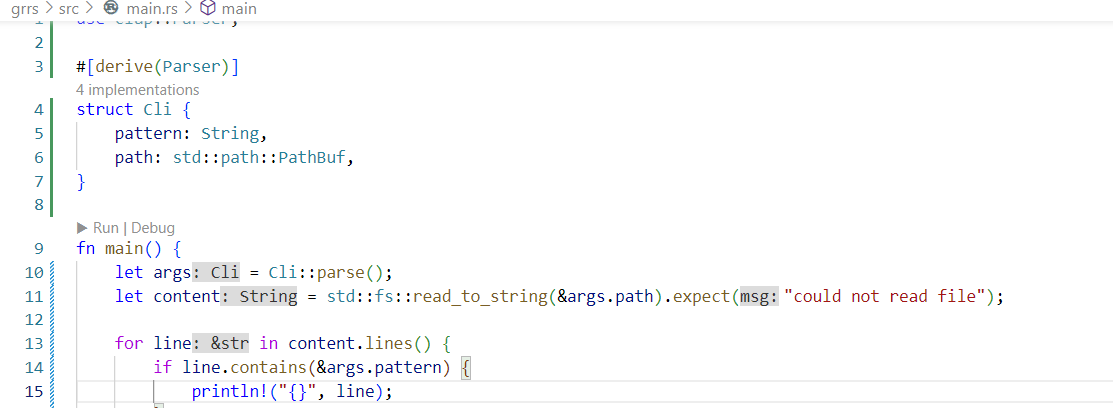 grrs > src > main.rs > main
1 use clap::Parser;
2
3 #[derive(Parser)]
4 implementations
4 struct Cli {
5     pattern: String,
6     path: std::path::PathBuf,
7 }
8
▶ Run | Debug
9 fn main() {
10     let args: Cli = Cli::parse();
11     let content: String = std::fs::read_to_string(&args.path).expect(msg: "could not read file");
12
13     for line: &str in content.lines() {
14         if line.contains(&args.pattern) {
15             println!("{}", line);